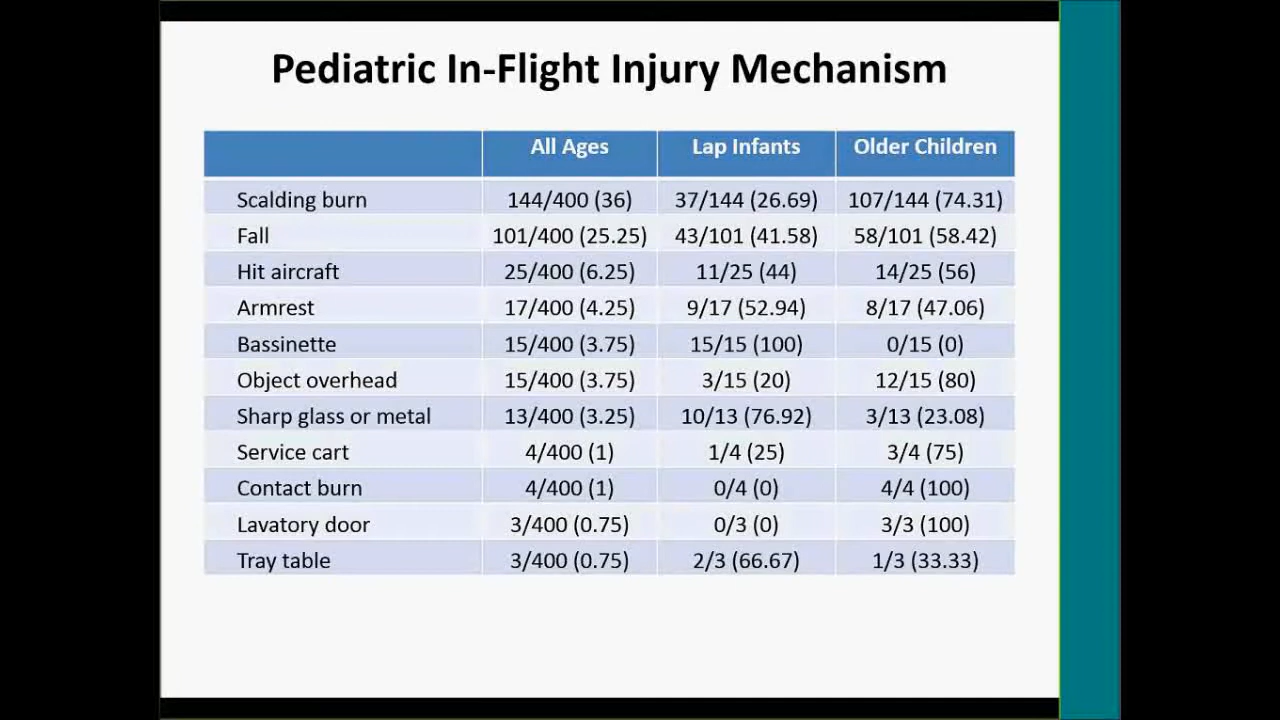 Pediatric In-Flight Injury Mechanism
All Ages Lap Infants Older Children
Scalding burn 144/400 (36) 37/144 (26.69) 107/144 (74.31)
Fall 101/400 (25.25) 43/101 (41.58) 58/101 (58.42)
Hit aircraft 25/400 (6.25) 11/25 (44) 14/25 (56)
Armrest 17/400 (4.25) 9/17 (52.94) 8/17 (47.06)
Bassinette 15/400 (3.75) 15/15 (100) 0/15 (0)
Object overhead 15/400 (3.75) 3/15 (20) 12/15 (80)
Sharp glass or metal 13/400 (3.25) 10/13 (76.92) 3/13 (23.08)
Service cart 4/400 (1) 1/4 (25) 3/4 (75)
Contact burn 4/400 (1) 0/4 (0) 4/4 (100)
Lavatory door 3/400 (0.75) 0/3 (0) 3/3 (100)
Tray table 3/400 (0.75) 2/3 (66.67) 1/3 (33.33)